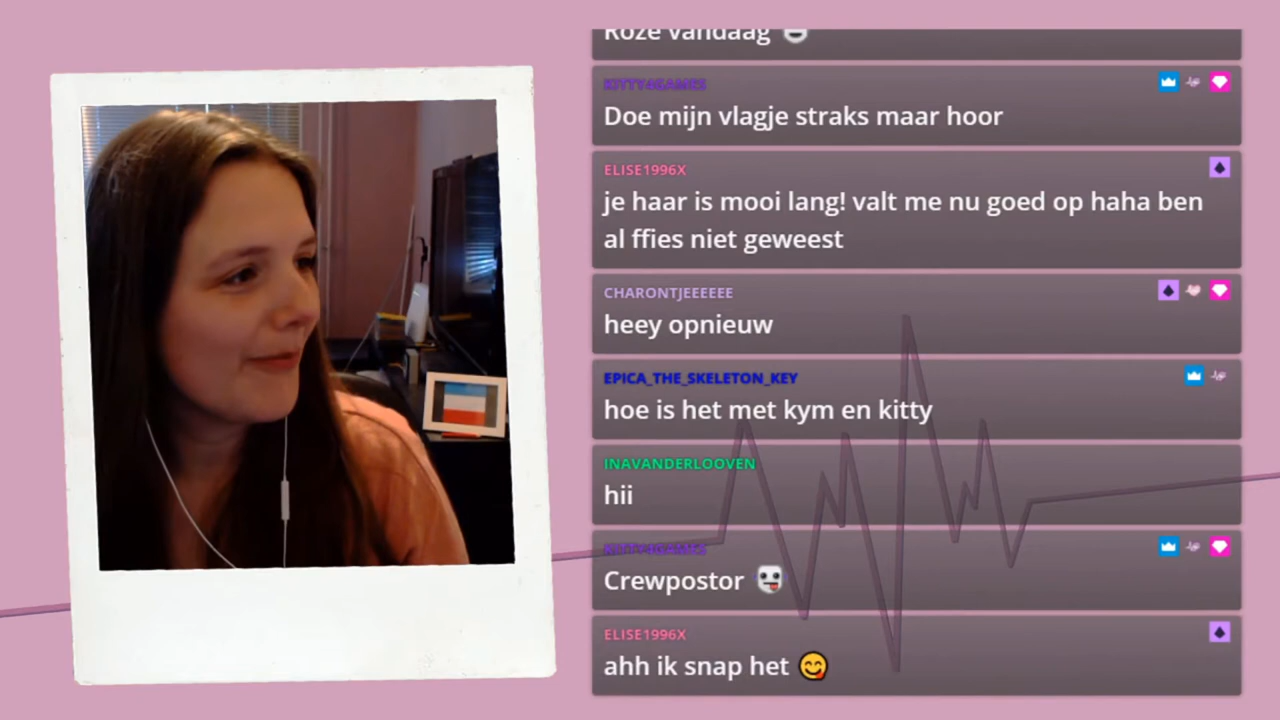 Roze vandaag
KITTY4GAMES
Doe mijn vlagje straks maar hoor
ELISE1996X
je haar is mooi lang! valt me nu goed op haha ben
al ffies niet geweest
CHARONTJEEEEEE
heey opnieuw
EPICA_THE_SKELETON_KEY
hoe is het met kym en kitty
INAVANDERLOOVEN
hii
KITTY4GAMES
Crewpostor
ELISE1996X
ahh ik snap het